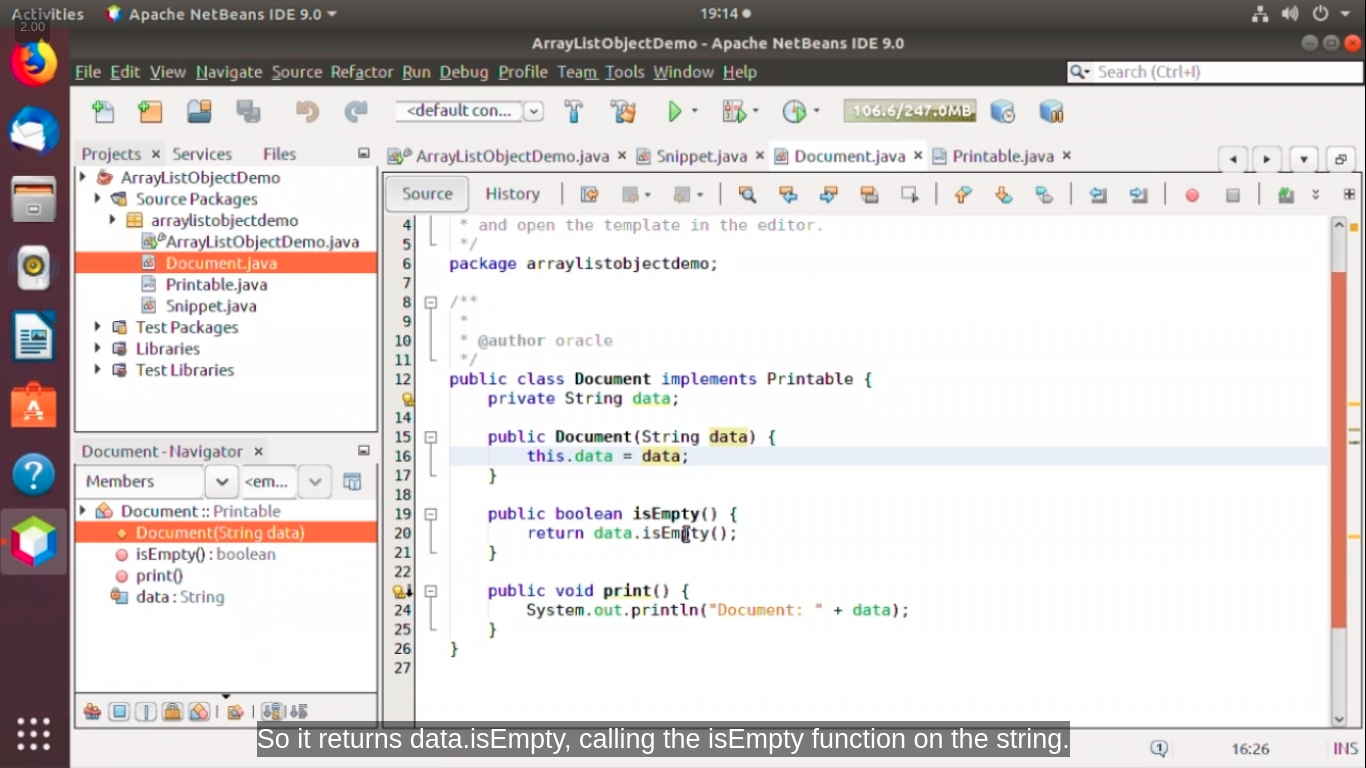 Activities
Apache NetBeans IDE 9.0
19:14
2.00
ArrayListObjectDemo - Apache NetBeans IDE 9.0
File Edit View Navigate Source Refactor Run Debug Profile Team Tools Window Help
Search (Ctrl+I)
<default con...
106.6/247.0MB
Projects Services Files
ArrayListObjectDemo.java Snippet.java Document.java Printable.java
ArrayListObjectDemo
Source Packages
arraylistobjectdemo
ArrayListObjectDemo.java
Document.java
Printable.java
Snippet.java
Test Packages
Libraries
Test Libraries
Document - Navigator
Members
<em...
Document :: Printable
Document(String data)
isEmpty() : boolean
print()
data : String
Source History
4 * and open the template in the editor.
5 */
6 package arraylistobjectdemo;
7
8 /**
9 *
10 * @author oracle
11 */
12 public class Document implements Printable {
private String data;
14
15 public Document(String data) {
16 this.data = data;
17 }
18
19 public boolean isEmpty() {
20 return data.isEmpty();
21 }
22
public void print() {
24 System.out.println("Document: " + data);
25 }
26 }
27
So it returns data.isEmpty, calling the isEmpty function on the string.
1
16:26
INS